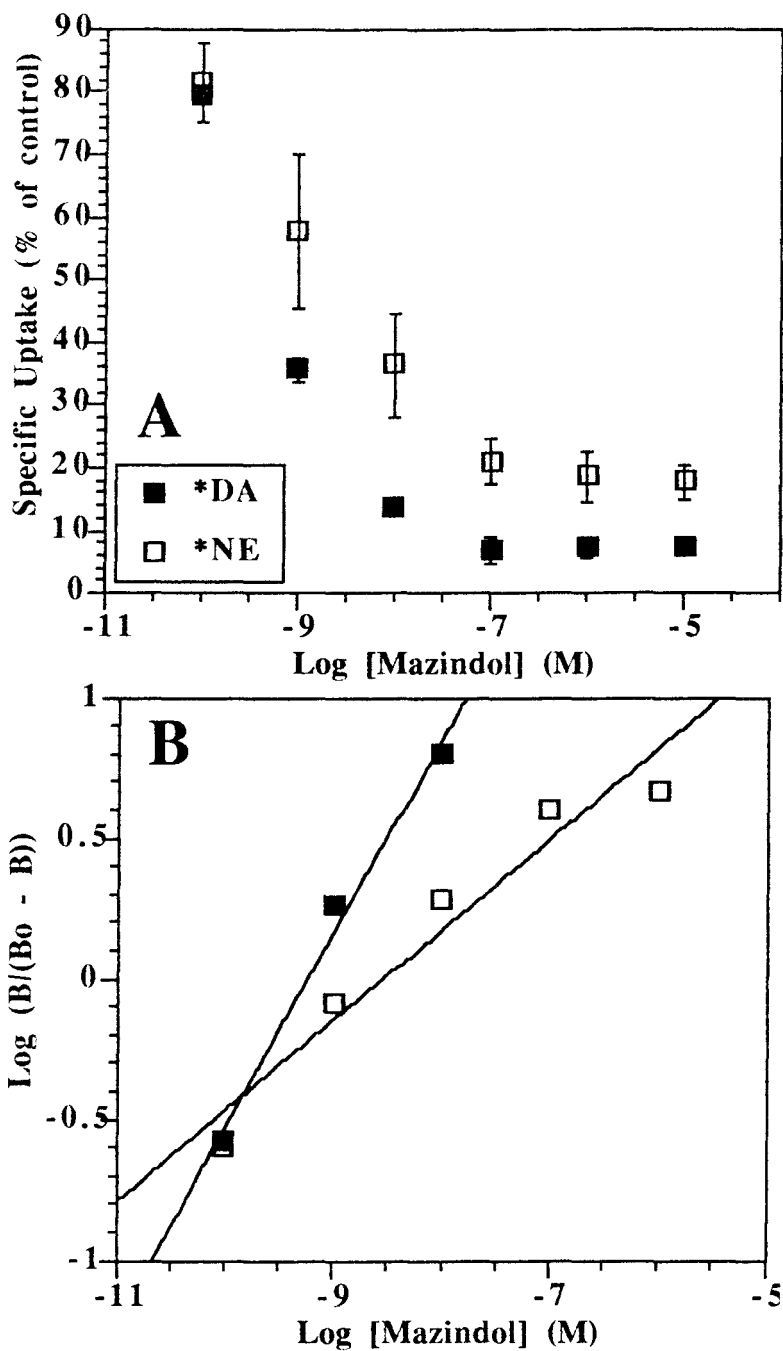 90
80
70
60
50
40
30
20
10
0
Specific Uptake (% of control)
A
*DA
*NE
-11
-9
-7
-5
Log [Mazindol] (M)
1
0.5
0
-0.5
-1
Log (B/(Bo - B))
B
-11
-9
-7
-5
Log [Mazindol] (M)